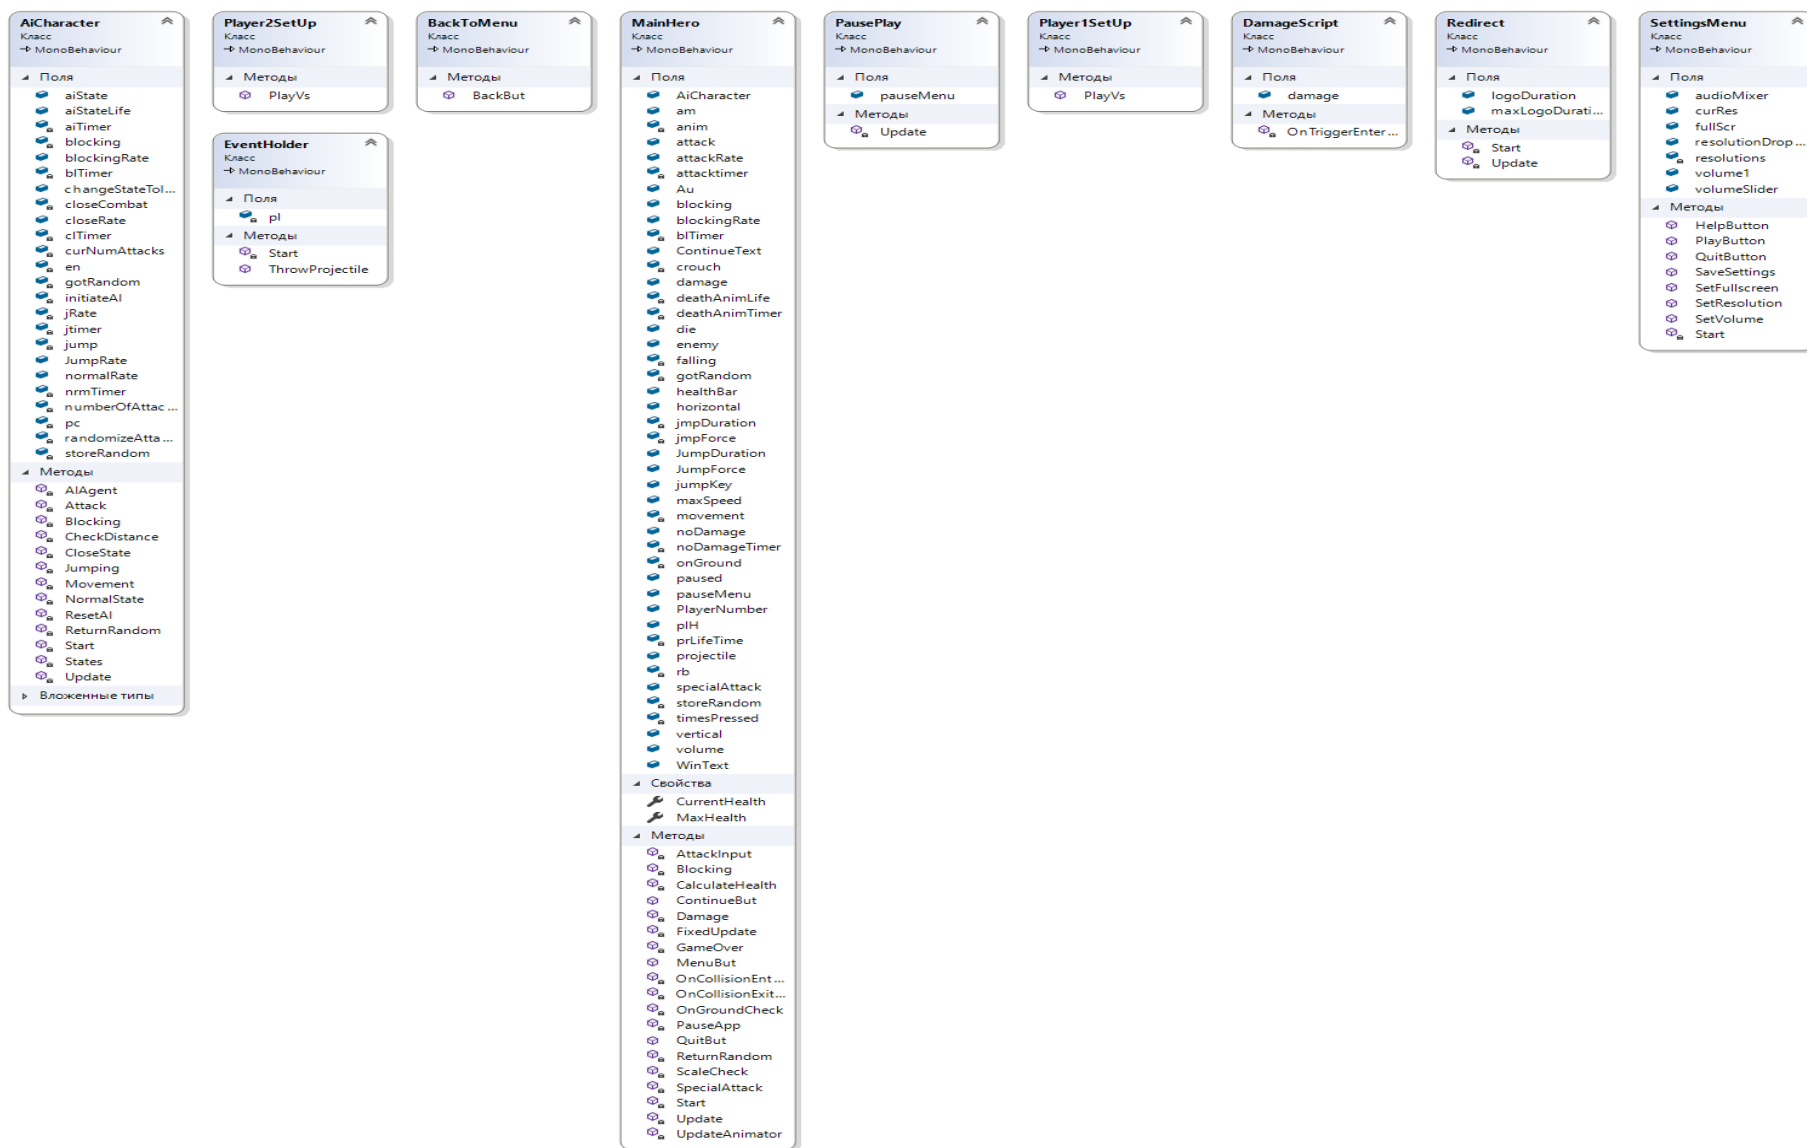 AiCharacter
Класс
MonoBehaviour
Поля
aiState
aiStateLife
aiTimer
blocking
blockingRate
blTimer
changeStateTol...
closeCombat
closeRate
clTimer
curNumAttacks
en
gotRandom
initiateAI
jRate
jtimer
jump
JumpRate
normalRate
nrmTimer
numberOfAttac...
pc
randomizeAtta...
storeRandom
Методы
AIAgent
Attack
Blocking
CheckDistance
CloseState
Jumping
Movement
NormalState
ResetAI
ReturnRandom
Start
States
Update
Вложенные типы
Player2SetUp
Класс
MonoBehaviour
Методы
PlayVs
EventHolder
Класс
MonoBehaviour
Поля
pl
Методы
Start
ThrowProjectile
BackToMenu
Класс
MonoBehaviour
Методы
BackBut
MainHero
Класс
MonoBehaviour
Поля
AiCharacter
am
anim
attack
attackRate
attacktimer
Au
blocking
blockingRate
blTimer
ContinueText
crouch
damage
deathAnimLife
deathAnimTimer
die
enemy
falling
gotRandom
healthBar
horizontal
jmpDuration
jmpForce
JumpDuration
JumpForce
jumpKey
maxSpeed
movement
noDamage
noDamageTimer
onGround
paused
pauseMenu
PlayerNumber
plH
prLifeTime
projectile
rb
specialAttack
storeRandom
timesPressed
vertical
volume
WinText
Свойства
CurrentHealth
MaxHealth
Методы
AttackInput
Blocking
CalculateHealth
ContinueBut
Damage
FixedUpdate
GameOver
MenuBut
OnCollisionEnt...
OnCollisionExit...
OnGroundCheck
PauseApp
QuitBut
ReturnRandom
ScaleCheck
SpecialAttack
Start
Update
UpdateAnimator
PausePlay
Класс
MonoBehaviour
Поля
pauseMenu
Методы
Update
Player1SetUp
Класс
MonoBehaviour
Методы
PlayVs
DamageScript
Класс
MonoBehaviour
Поля
damage
Методы
OnTriggerEnter...
Redirect
Класс
MonoBehaviour
Поля
logoDuration
maxLogoDurati...
Методы
Start
Update
SettingsMenu
Класс
MonoBehaviour
Поля
audioMixer
curRes
fullScr
resolutionDrop...
resolutions
volume1
volumeSlider
Методы
HelpButton
PlayButton
QuitButton
SaveSettings
SetFullscreen
SetResolution
SetVolume
Start